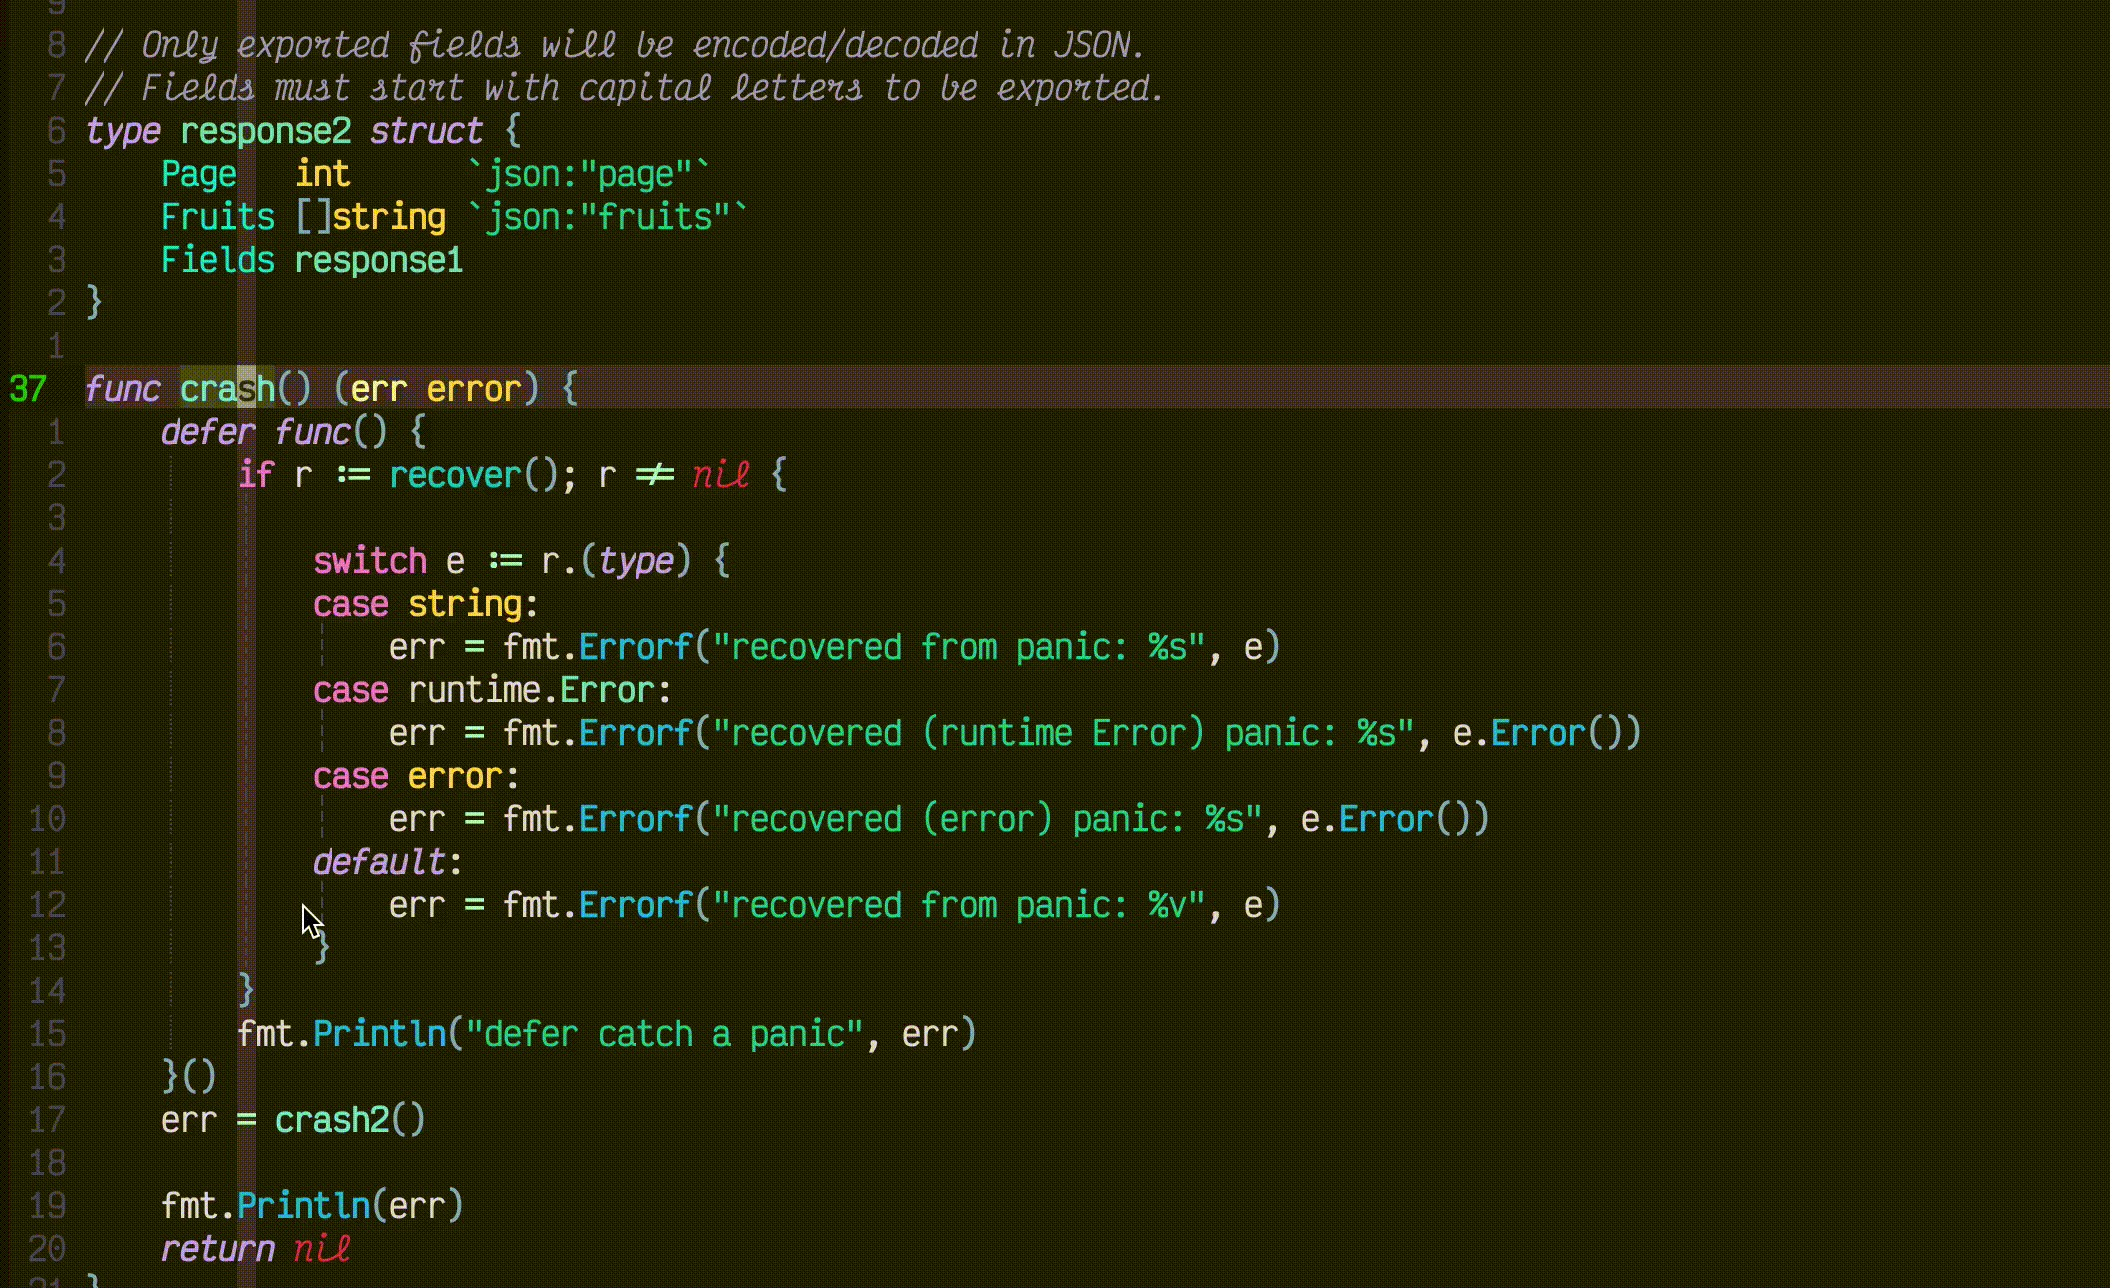 9
8 // Only exported fields will be encoded/decoded in JSON.
7 // Fields must start with capital letters to be exported.
6 type response2 struct {
5     Page   int      `json:"page"`
4     Fruits []string `json:"fruits"`
3     Fields response1
2 }
1
37 func crash() (err error) {
1     defer func() {
2         if r := recover(); r != nil {
3
4             switch e := r.(type) {
5             case string:
6                 err = fmt.Errorf("recovered from panic: %s", e)
7             case runtime.Error:
8                 err = fmt.Errorf("recovered (runtime Error) panic: %s", e.Error())
9             case error:
10                 err = fmt.Errorf("recovered (error) panic: %s", e.Error())
11             default:
12                 err = fmt.Errorf("recovered from panic: %v", e)
13             }
14         }
15         fmt.Println("defer catch a panic", err)
16     }()
17     err = crash2()
18
19     fmt.Println(err)
20     return nil
21 }